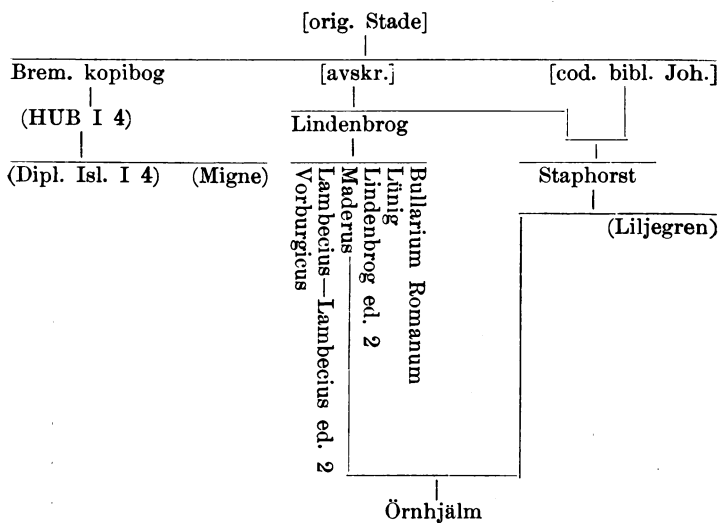 [orig. Stade]
Brem. kopibog [avskr.] [cod. bibl. Joh.]
(HUB I 4)
Lindenbrog
(Dipl. Isl. I 4) (Migne)
Staphorst
(Liljegren)
Bullarium Romanum
Lünig
Lindenbrog ed. 2
Maderus
Lambecius—Lambecius ed. 2
Vorburgicus
Örnhjälm